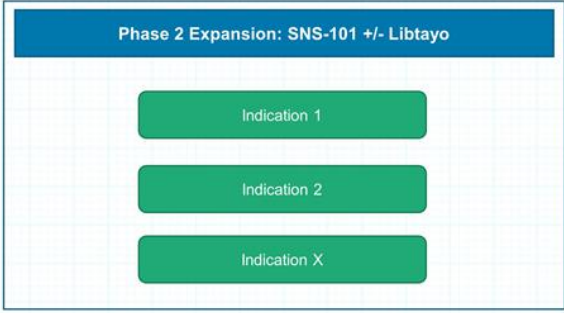 Phase 2 Expansion: SNS-101 +/- Libtayo
Indication 1
Indication 2
Indication X